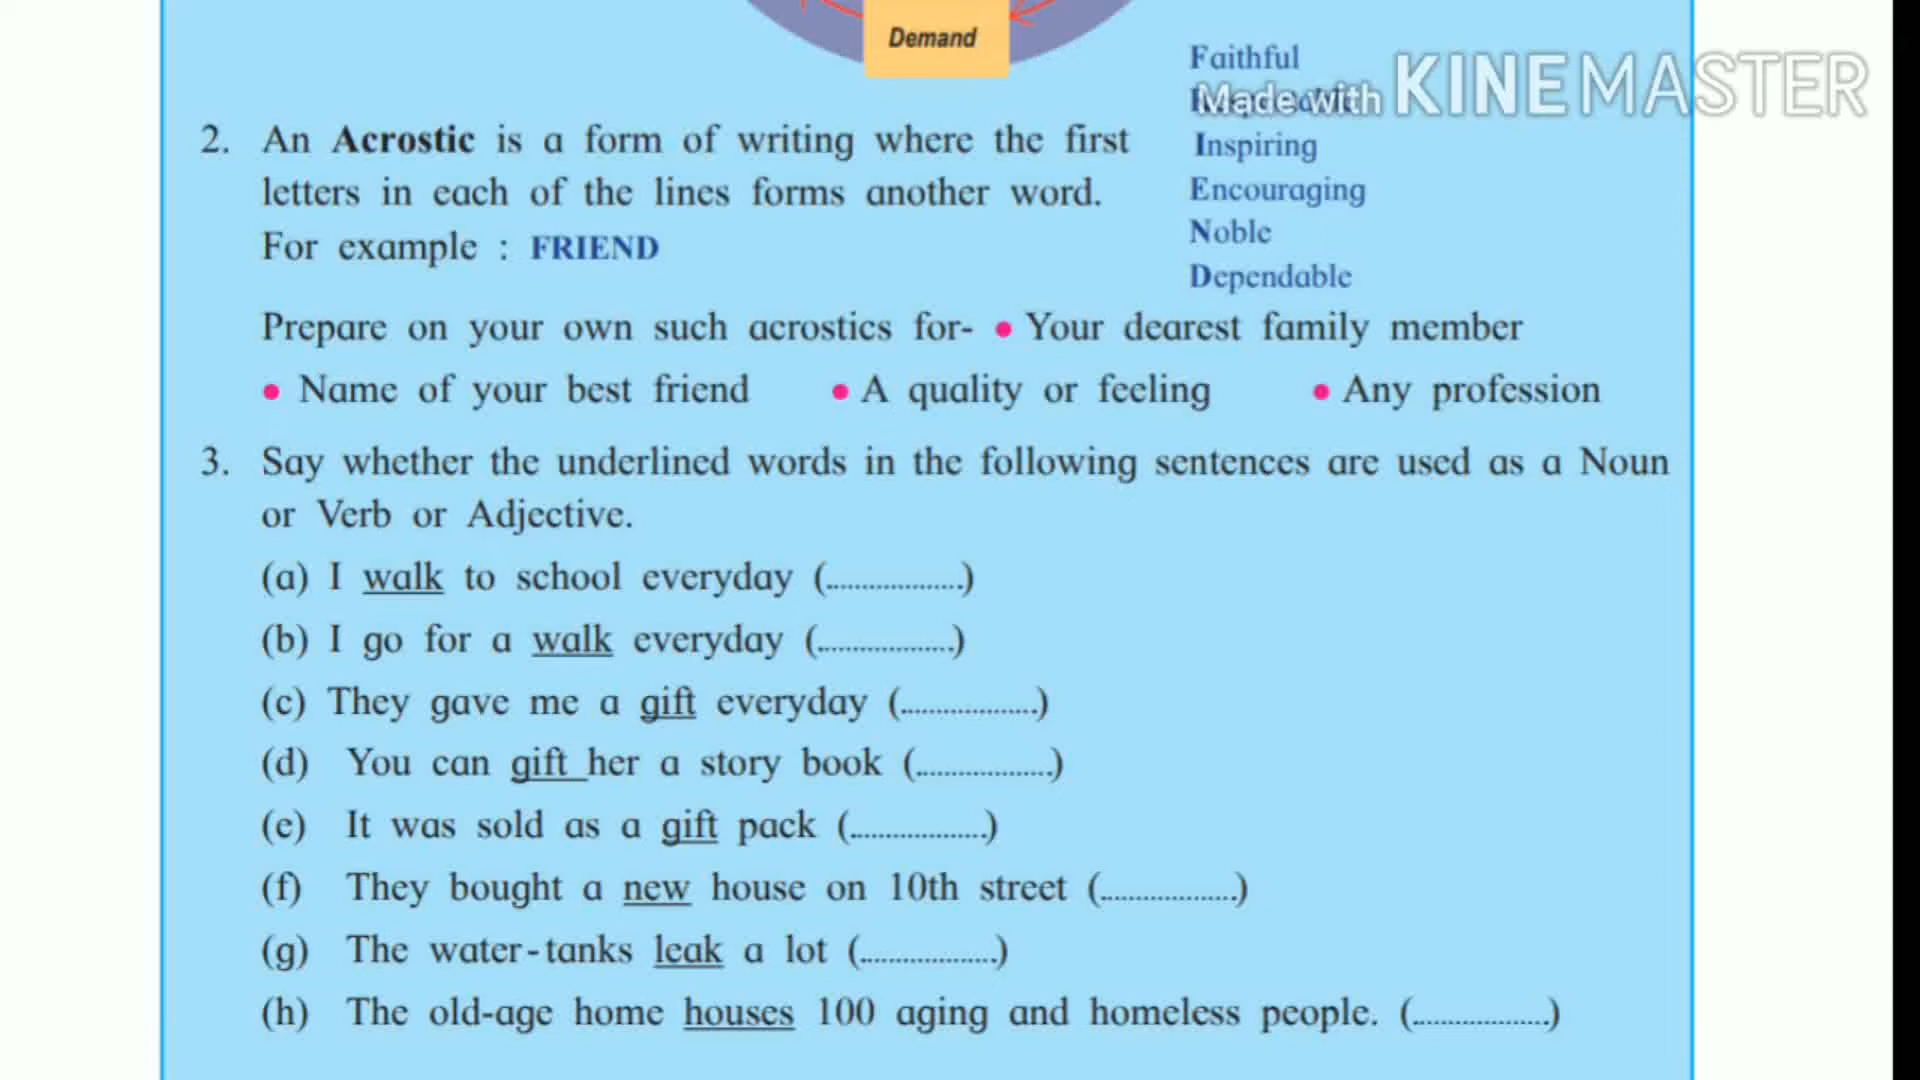 Demand
Faithful
Made with KINEMASTER
Inspiring
Encouraging
Noble
Dependable
2. An Acrostic is a form of writing where the first
letters in each of the lines forms another word.
For example : FRIEND
Prepare on your own such acrostics for- • Your dearest family member
• Name of your best friend • A quality or feeling • Any profession
3. Say whether the underlined words in the following sentences are used as a Noun
or Verb or Adjective.
(a) I walk to school everyday (..................)
(b) I go for a walk everyday (..................)
(c) They gave me a gift everyday (..................)
(d) You can gift her a story book (..................)
(e) It was sold as a gift pack (..................)
(f) They bought a new house on 10th street (..................)
(g) The water-tanks leak a lot (..................)
(h) The old-age home houses 100 aging and homeless people. (..................)